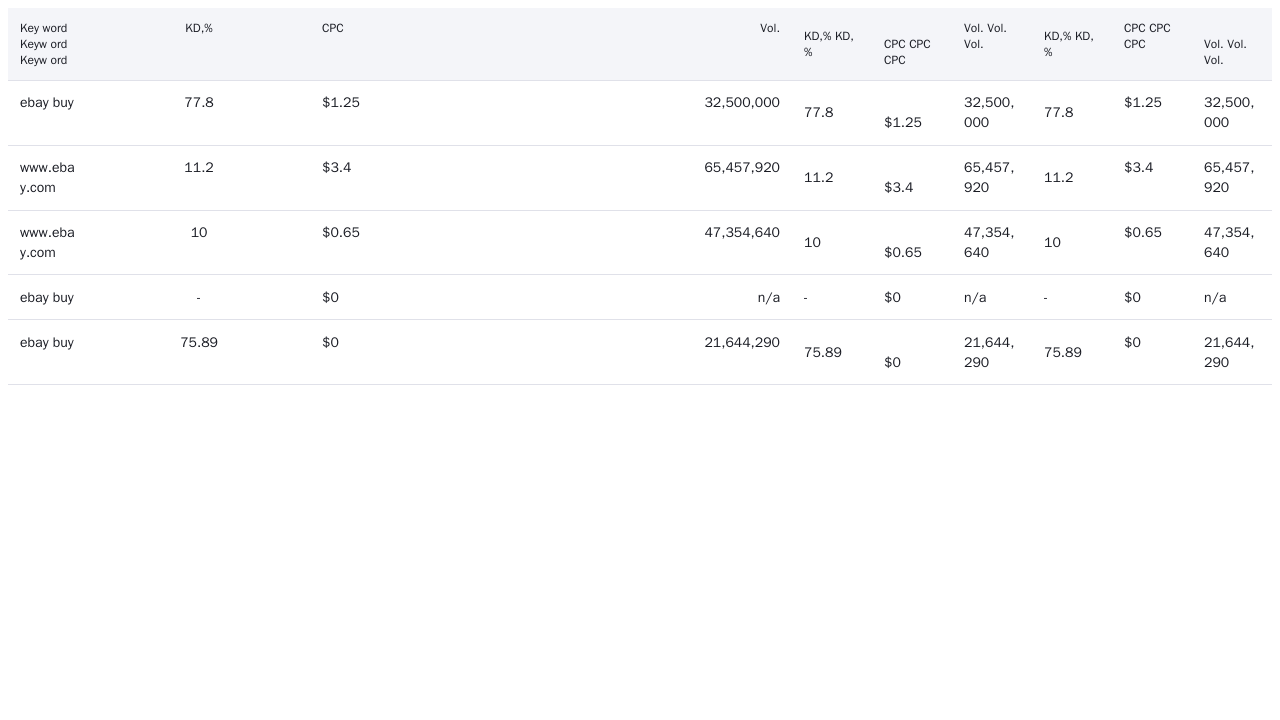 Key word Keyw ord Keyw ord KD,% CPC Vol. KD,% KD,% CPC CPC CPC Vol. Vol. Vol. KD,% KD,% CPC CPC CPC Vol. Vol. Vol.
ebay buy 77.8 $1.25 32,500,000 77.8 $1.25 32,500,000 77.8 $1.25 32,500,000
www.ebay.com 11.2 $3.4 65,457,920 11.2 $3.4 65,457,920 11.2 $3.4 65,457,920
www.ebay.com 10 $0.65 47,354,640 10 $0.65 47,354,640 10 $0.65 47,354,640
ebay buy - $0 n/a - $0 n/a - $0 n/a
ebay buy 75.89 $0 21,644,290 75.89 $0 21,644,290 75.89 $0 21,644,290